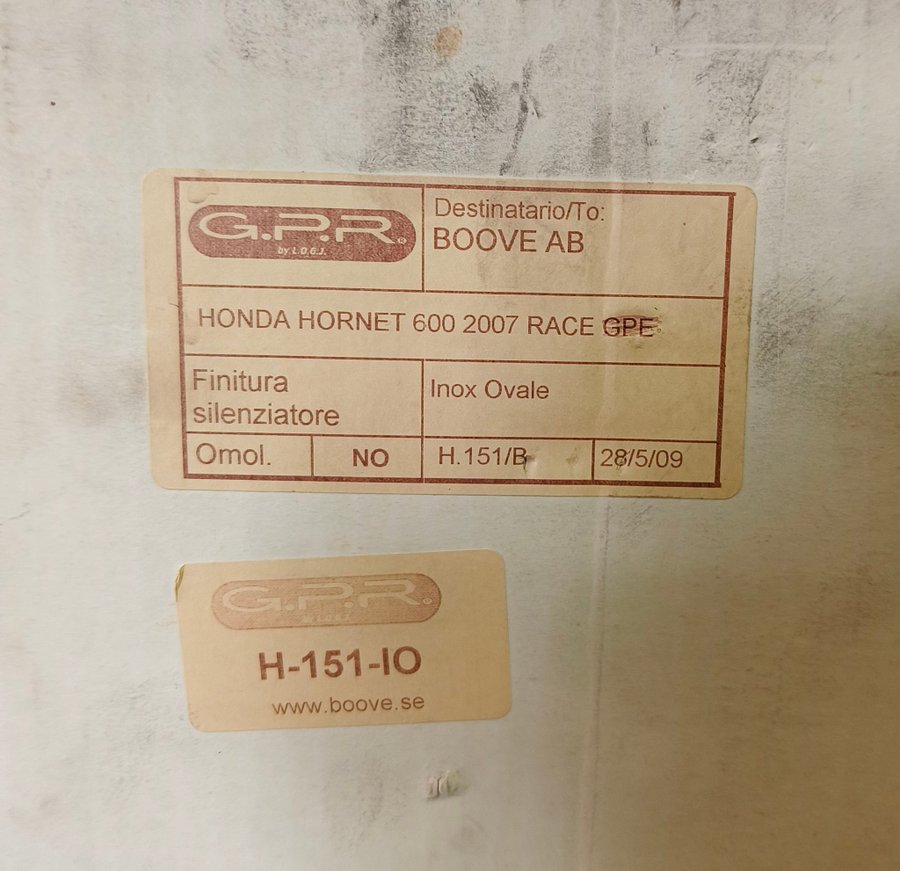 G.P.R.®
by L.O.G.I.
Destinatario/To:
BOOVE AB
HONDA HORNET 600 2007 RACE GPE
Finitura
silenziatore
Inox Ovale
Omol.
NO
H.151/B
28/5/09
G.P.R.®
H-151-IO
www.boove.se